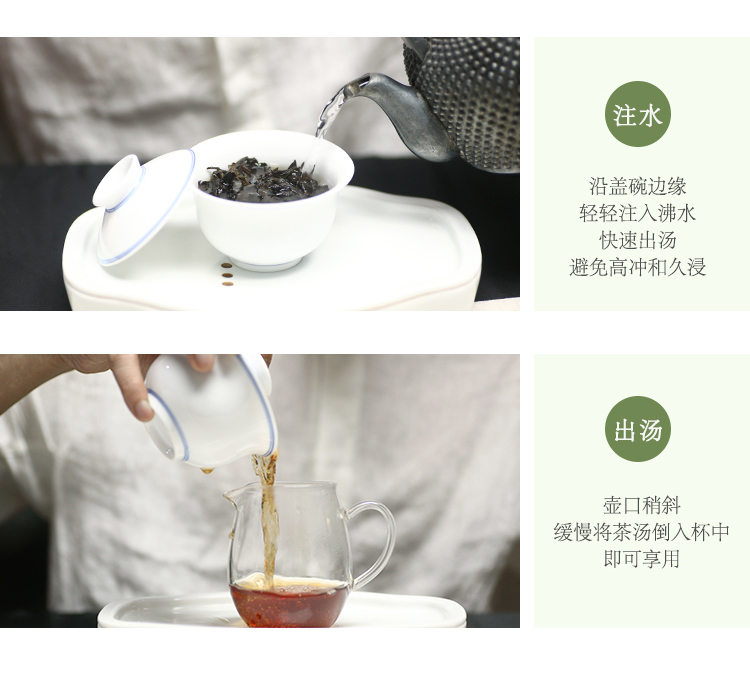 注水
沿盖碗边缘
轻轻注入沸水
快速出汤
避免高冲和久浸
出汤
壶口稍斜
缓慢将茶汤倒入杯中
即可享用